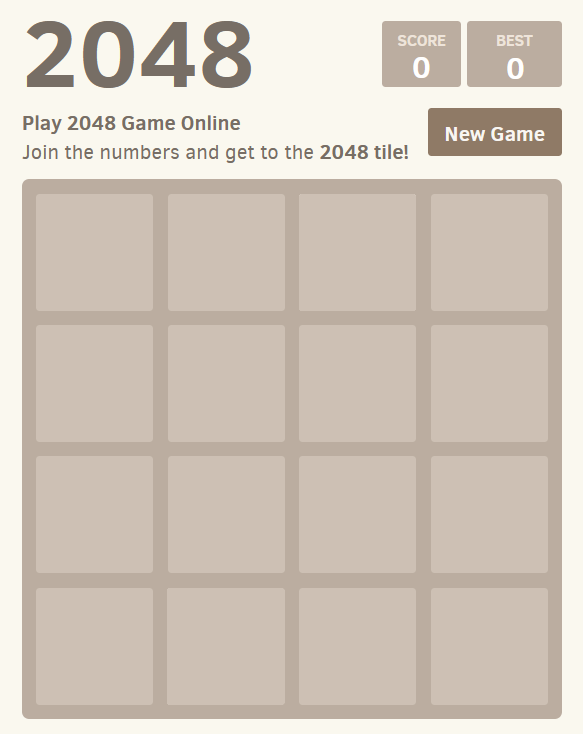 2048
SCORE
0
BEST
0
Play 2048 Game Online
Join the numbers and get to the 2048 tile!
New Game